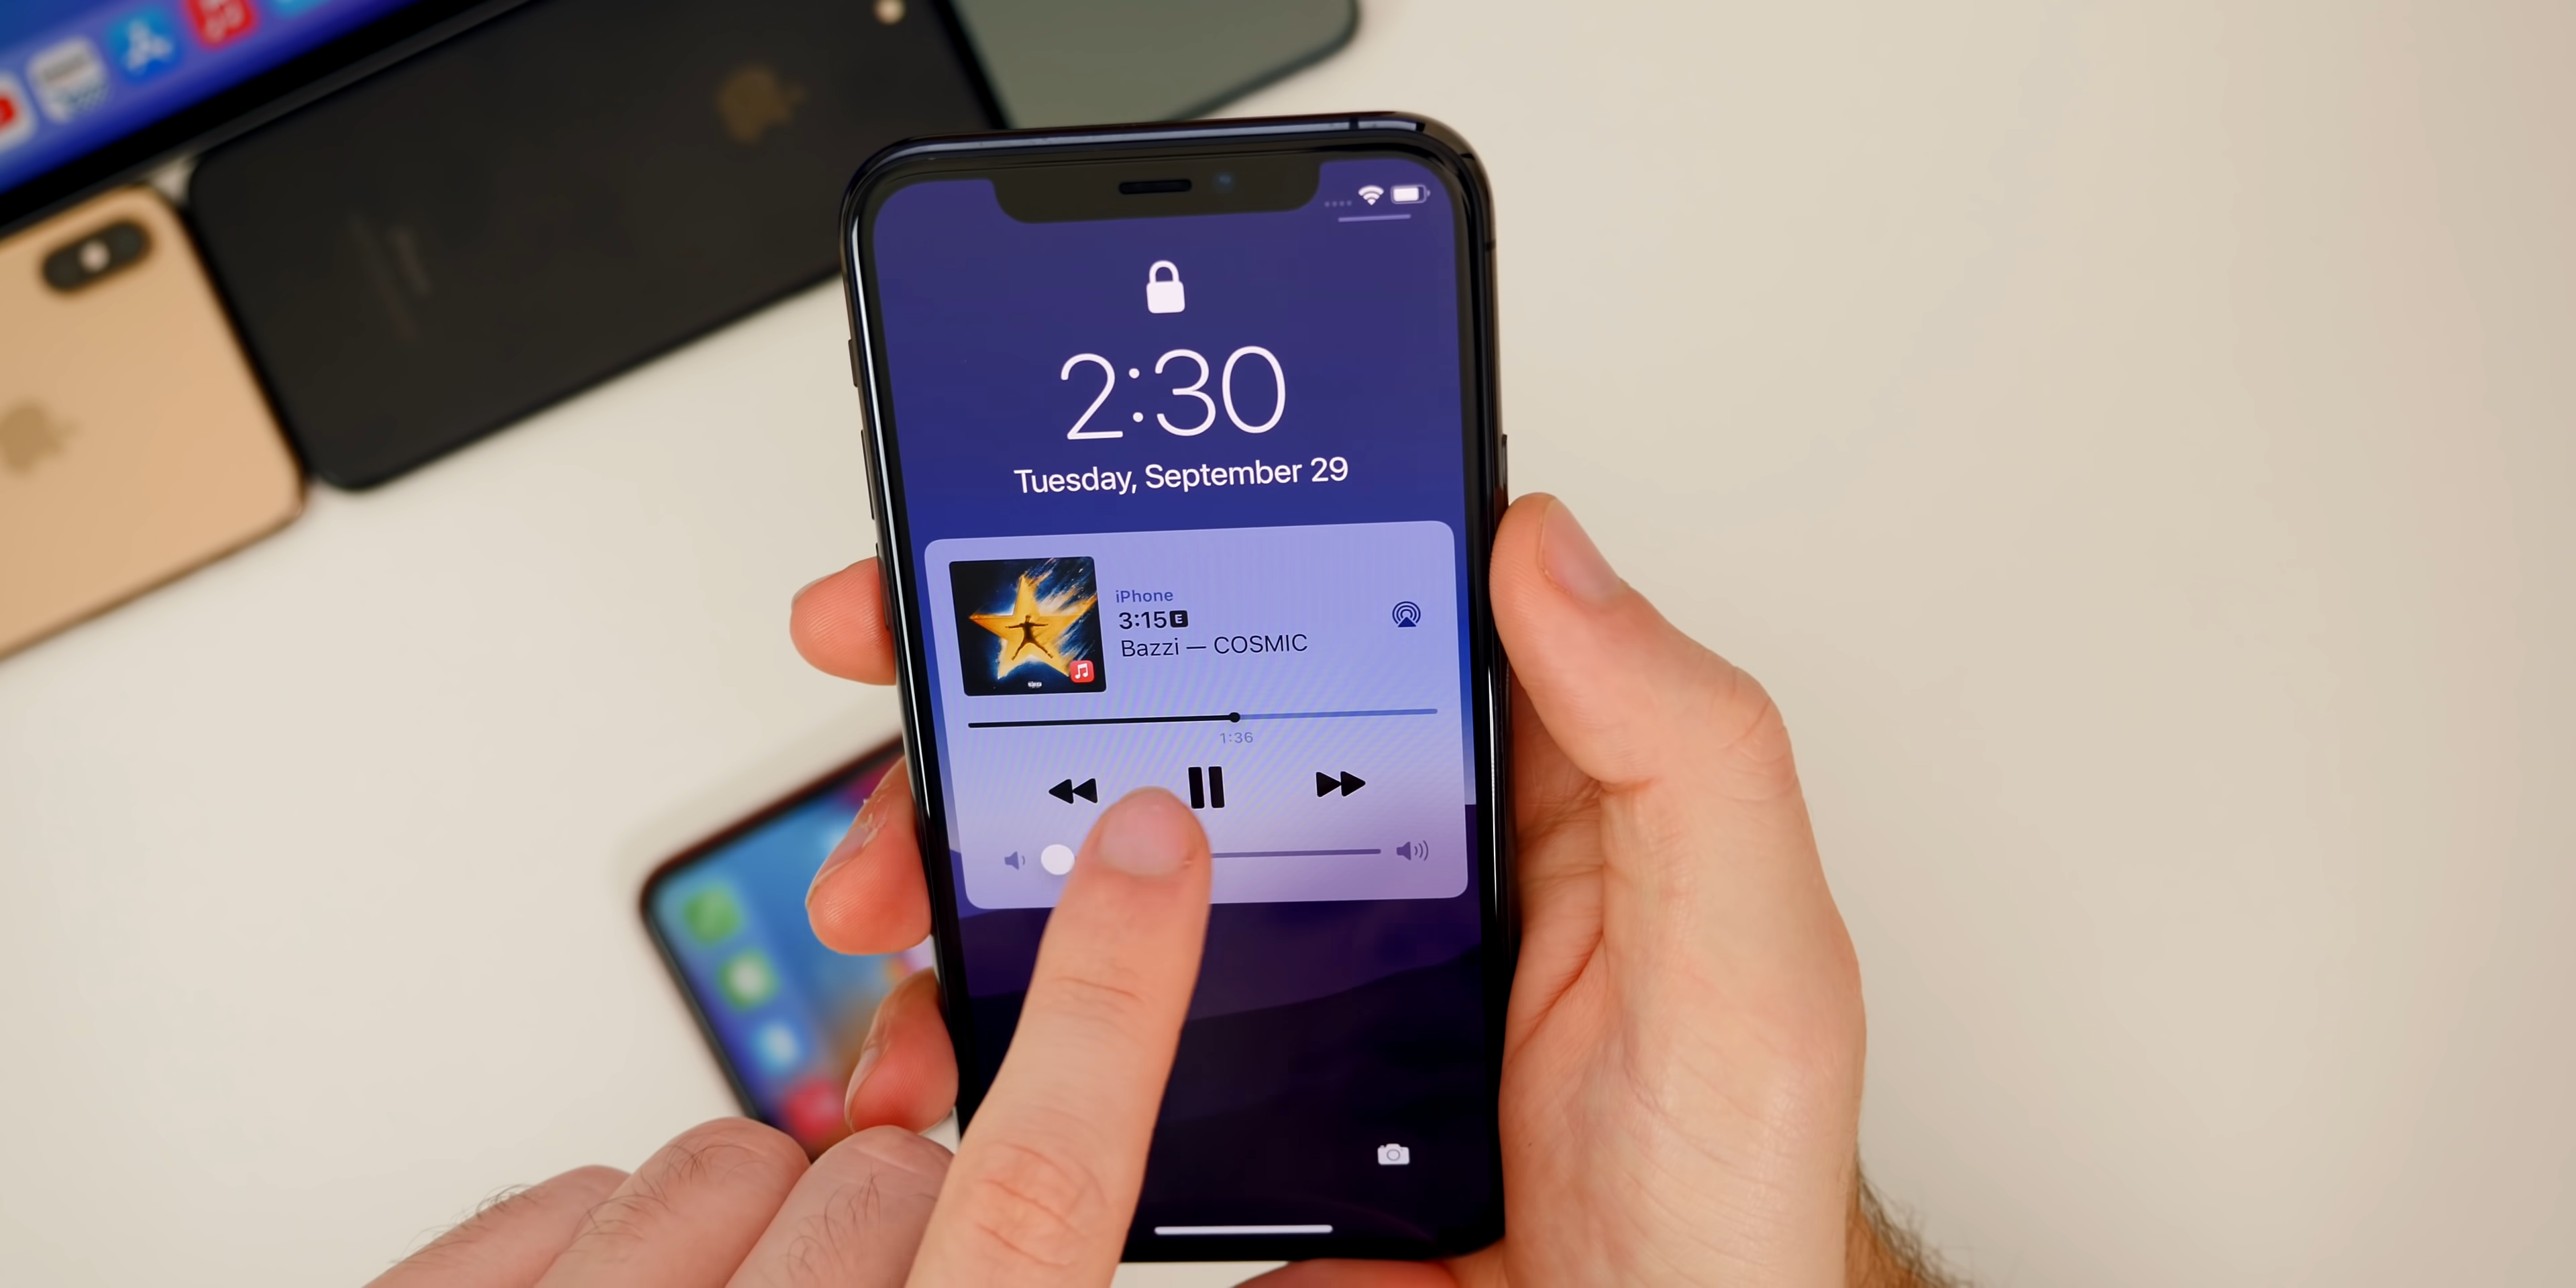 2:30
Tuesday, September 29
iPhone
3:15 E
Bazzi — COSMIC
1:36